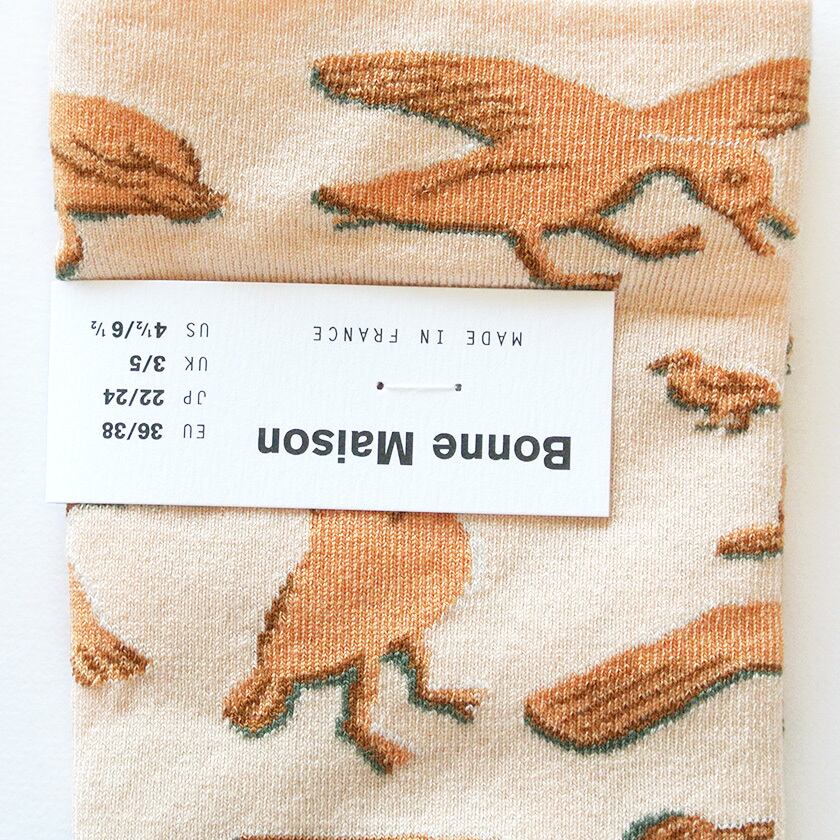 Bonne Maison
MADE IN FRANCE
EU 36/38
JP 22/24
UK 3/5
US 4½/6½